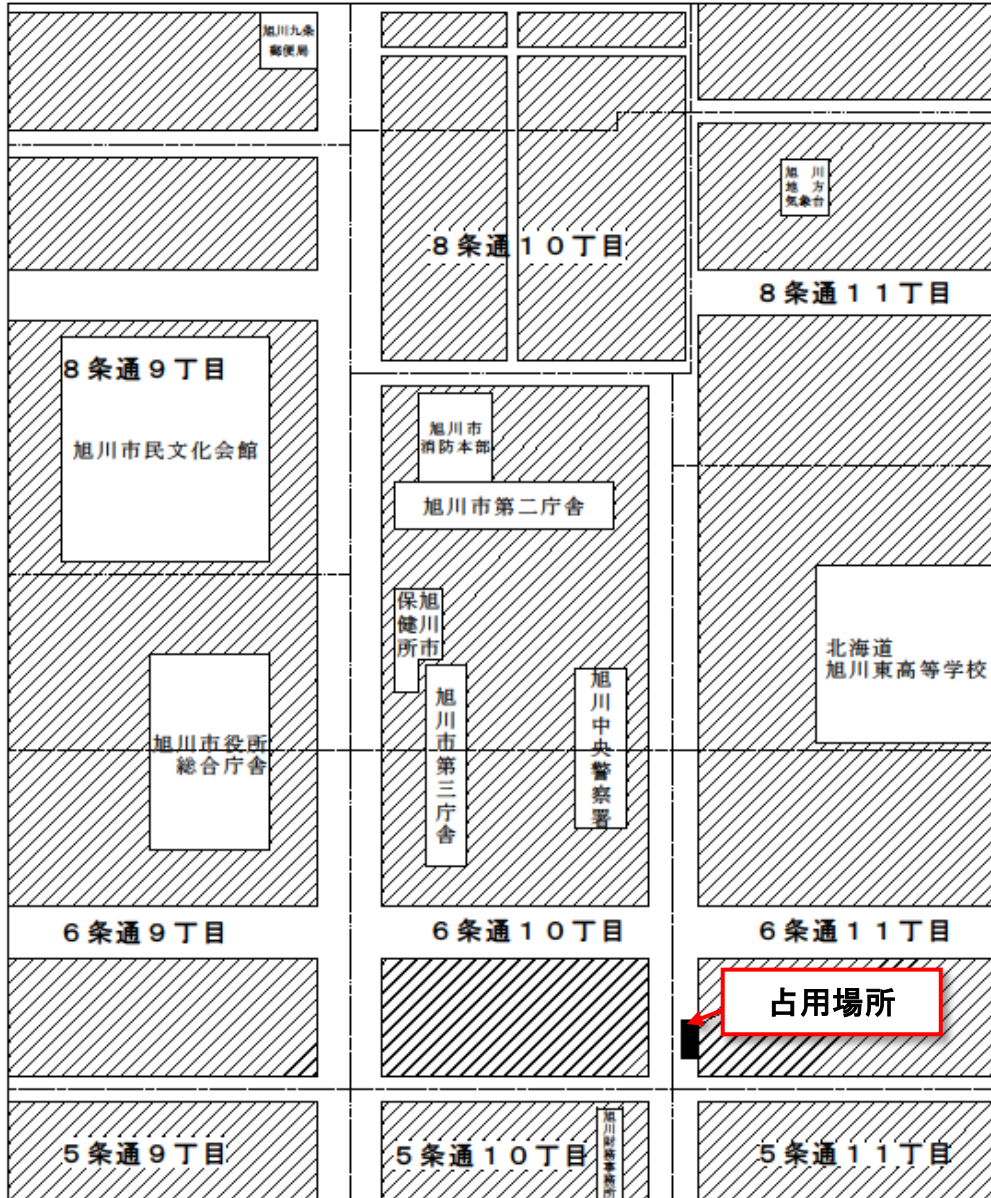 旭川九条
郵便局
旭 川
地 方
気象台
8条通10丁目
8条通11丁目
8条通9丁目
旭川市民文化会館
旭川市
消防本部
旭川市第二庁舎
旭川市
保健所
北海道
旭川東高等学校
旭川市役所
総合庁舎
旭川市第三庁舎
旭川中央警察署
6条通9丁目
6条通10丁目
6条通11丁目
占用場所
5条通9丁目
5条通10丁目
旭川財務事務所
5条通11丁目